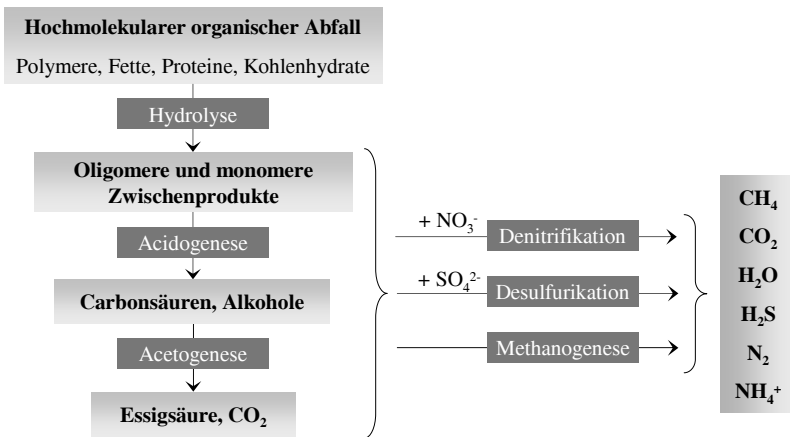 Hochmolekularer organischer Abfall
Polymere, Fette, Proteine, Kohlenhydrate
Hydrolyse
Oligomere und monomere
Zwischenprodukte
Acidogenese
Carbonsäuren, Alkohole
Acetogenese
Essigsäure, CO₂
+ NO₃⁻
Denitrifikation
+ SO₄²⁻
Desulfurikation
Methanogenese
CH₄
CO₂
H₂O
H₂S
N₂
NH₄⁺